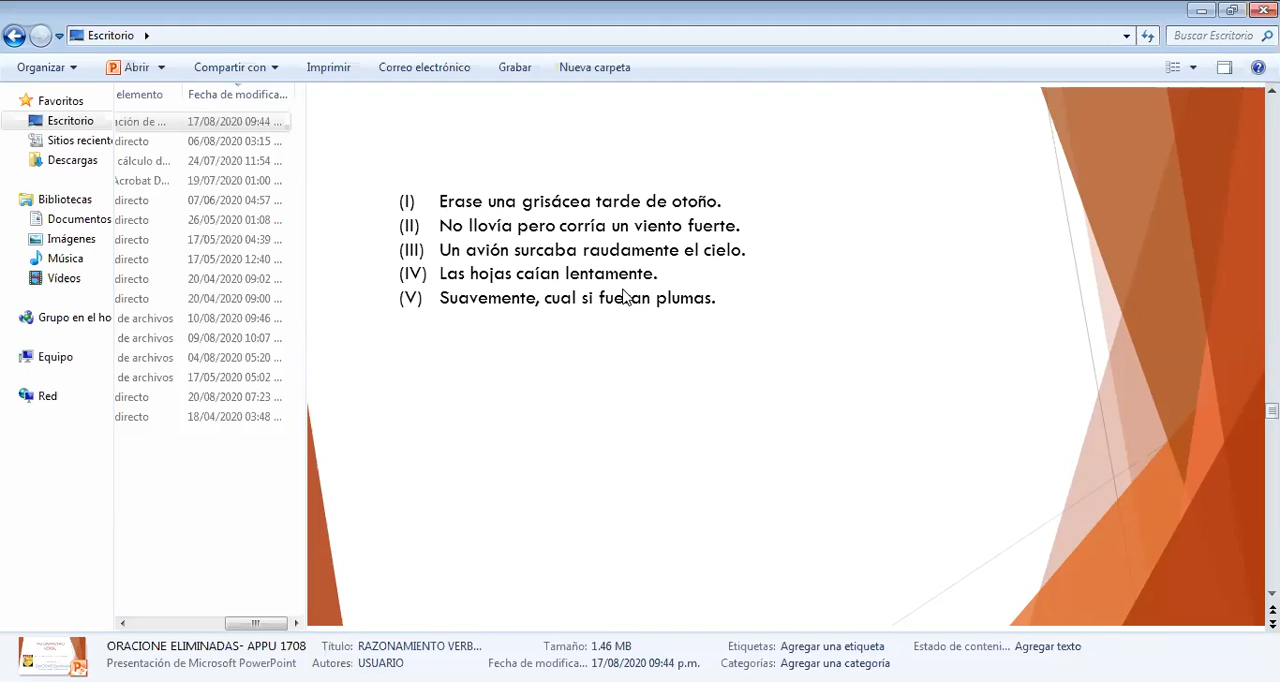 Escritorio
Buscar Escritorio
Organizar
Abrir
Compartir con
Imprimir
Correo electrónico
Grabar
Nueva carpeta
Favoritos
Escritorio
Sitios recient
Descargas
Bibliotecas
Documentos
Imágenes
Música
Vídeos
Grupo en el ho
Equipo
Red
elemento Fecha de modifica...
ación de ... 17/08/2020 09:44 ...
directo 06/08/2020 03:15 ...
cálculo d... 24/07/2020 11:54 ...
Acrobat D... 19/07/2020 01:00 ...
directo 07/06/2020 04:57 ...
directo 26/05/2020 01:08 ...
directo 17/05/2020 04:39 ...
directo 17/05/2020 12:40 ...
directo 20/04/2020 09:02 ...
directo 20/04/2020 09:00 ...
de archivos 10/08/2020 09:46 ...
de archivos 09/08/2020 10:07 ...
de archivos 04/08/2020 05:20 ...
de archivos 17/05/2020 05:02 ...
directo 20/08/2020 07:23 ...
directo 18/04/2020 03:48 ...
(I) Erase una grisácea tarde de otoño.
(II) No llovía pero corría un viento fuerte.
(III) Un avión surcaba raudamente el cielo.
(IV) Las hojas caían lentamente.
(V) Suavemente, cual si fueran plumas.
ORACIONE ELIMINADAS- APPU 1708 Título: RAZONAMIENTO VERB... Tamaño: 1.46 MB Etiquetas: Agregar una etiqueta Estado de conteni... Agregar texto
Presentación de Microsoft PowerPoint Autores: USUARIO Fecha de modifica... 17/08/2020 09:44 p.m. Categorías: Agregar una categoría